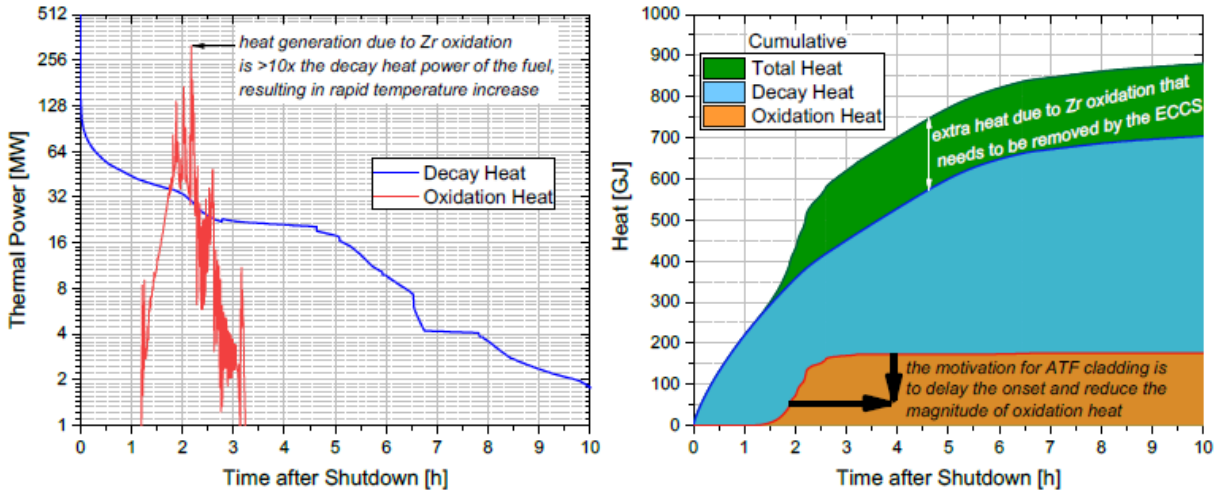 512
256
128
64
32
16
8
4
2
1
Thermal Power [MW]
heat generation due to Zr oxidation
is >10x the decay heat power of the fuel,
resulting in rapid temperature increase
Decay Heat
Oxidation Heat
0 1 2 3 4 5 6 7 8 9 10
Time after Shutdown [h]
1000
900
800
700
600
500
400
300
200
100
0
Heat [GJ]
Cumulative
Total Heat
Decay Heat
Oxidation Heat
extra heat due to Zr oxidation that
needs to be removed by the ECCS
the motivation for ATF cladding is
to delay the onset and reduce the
magnitude of oxidation heat
0 1 2 3 4 5 6 7 8 9 10
Time after Shutdown [h]